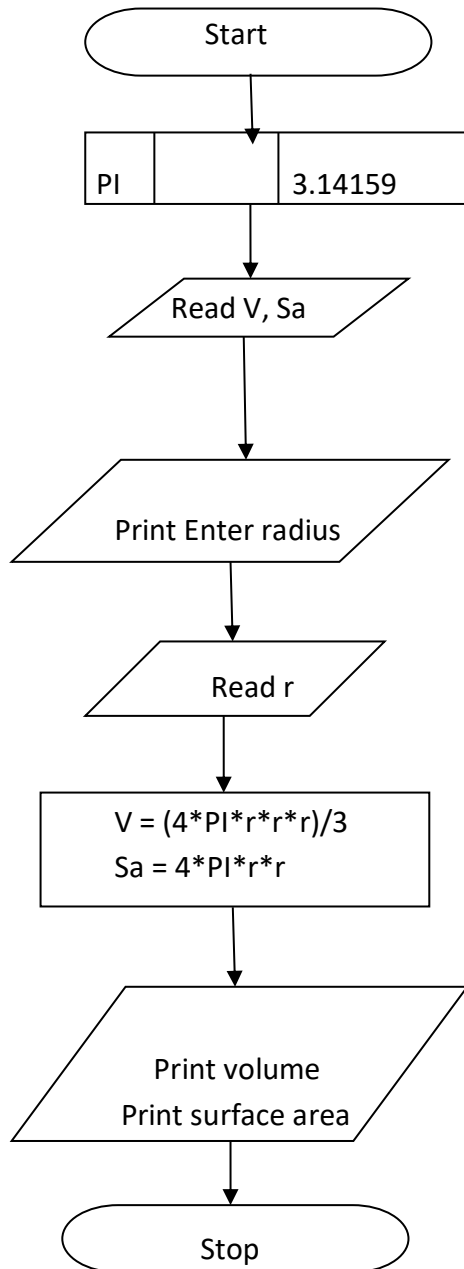 Start
PI 3.14159
Read V, Sa
Print Enter radius
Read r
V = (4*PI*r*r*r)/3
Sa = 4*PI*r*r
Print volume
Print surface area
Stop